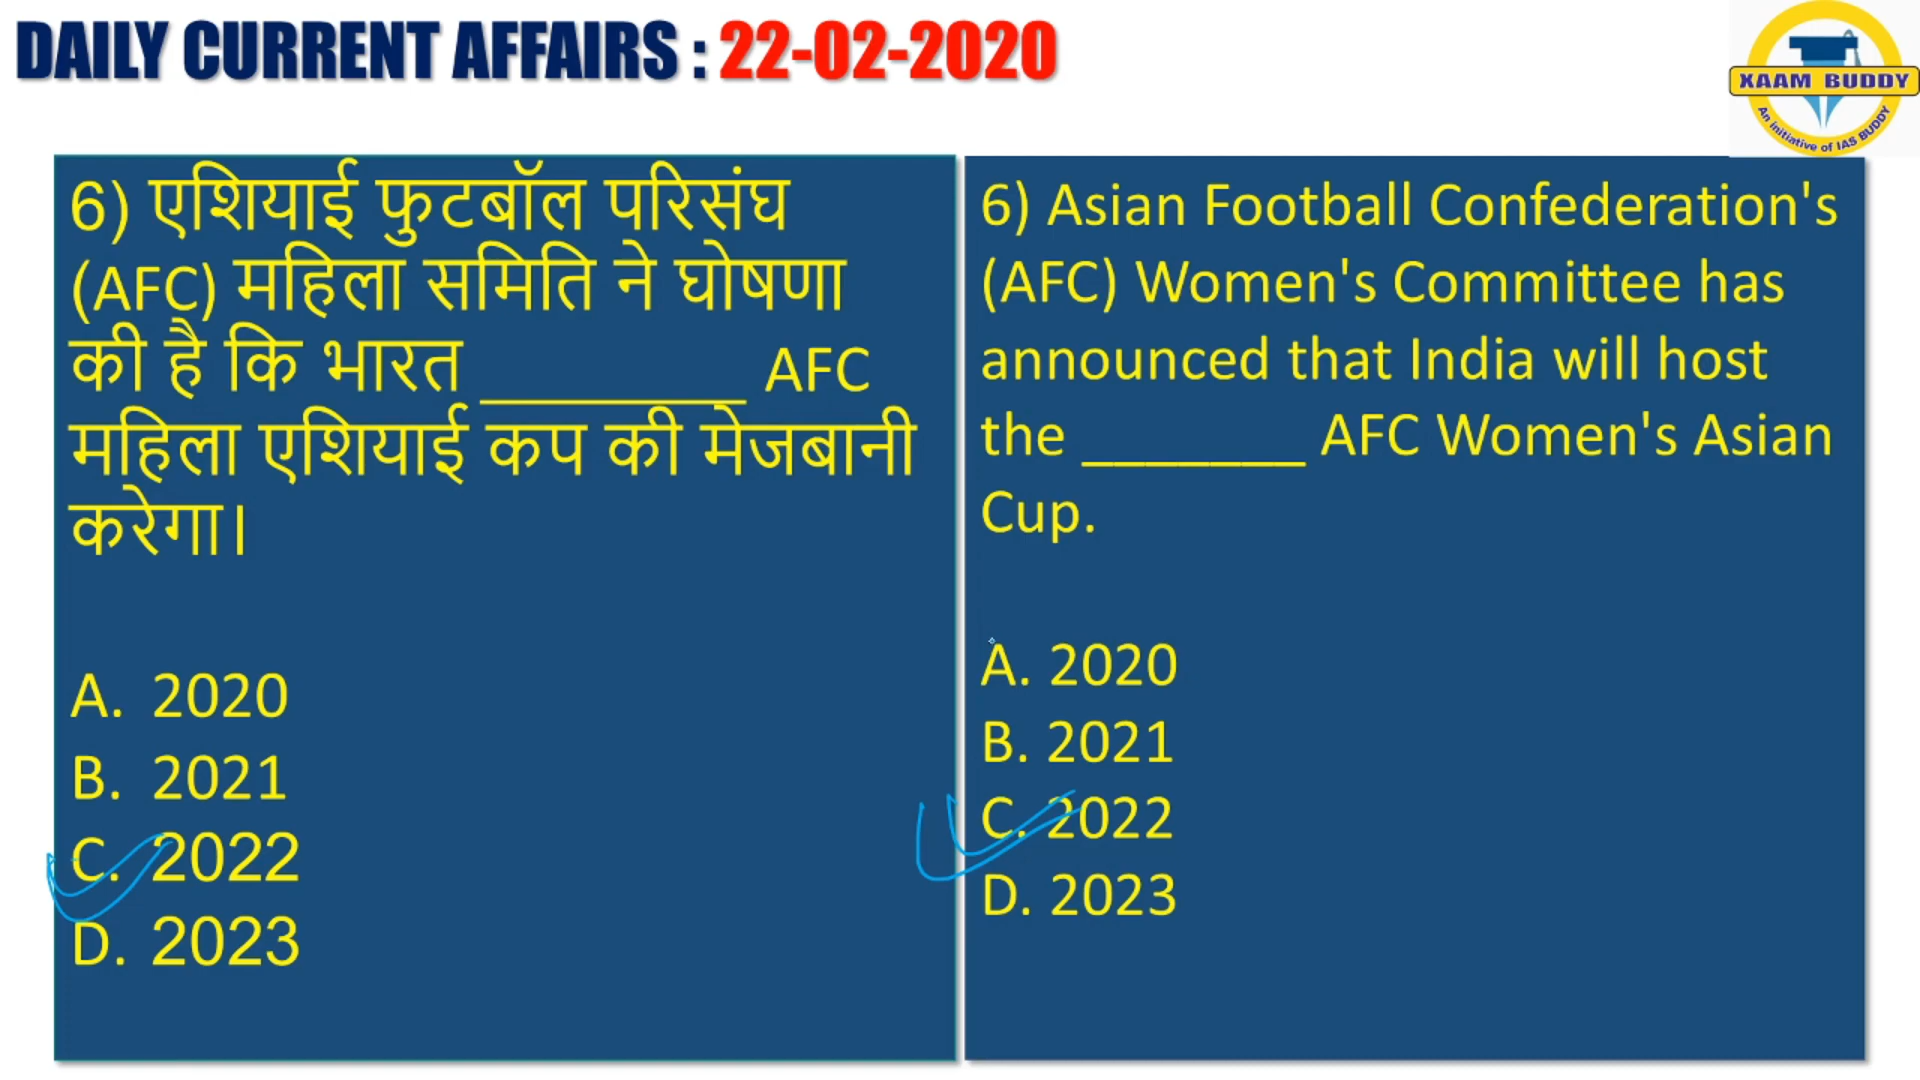 DAILY CURRENT AFFAIRS : 22-02-2020
XAAM BUDDY
An initiative of IAS BUDDY
6) एशियाई फुटबॉल परिसंघ
(AFC) महिला समिति ने घोषणा
की है कि भारत ________ AFC
महिला एशियाई कप की मेजबानी
करेगा।
A. 2020
B. 2021
C. 2022
D. 2023
6) Asian Football Confederation's
(AFC) Women's Committee has
announced that India will host
the _______ AFC Women's Asian
Cup.
A. 2020
B. 2021
C. 2022
D. 2023